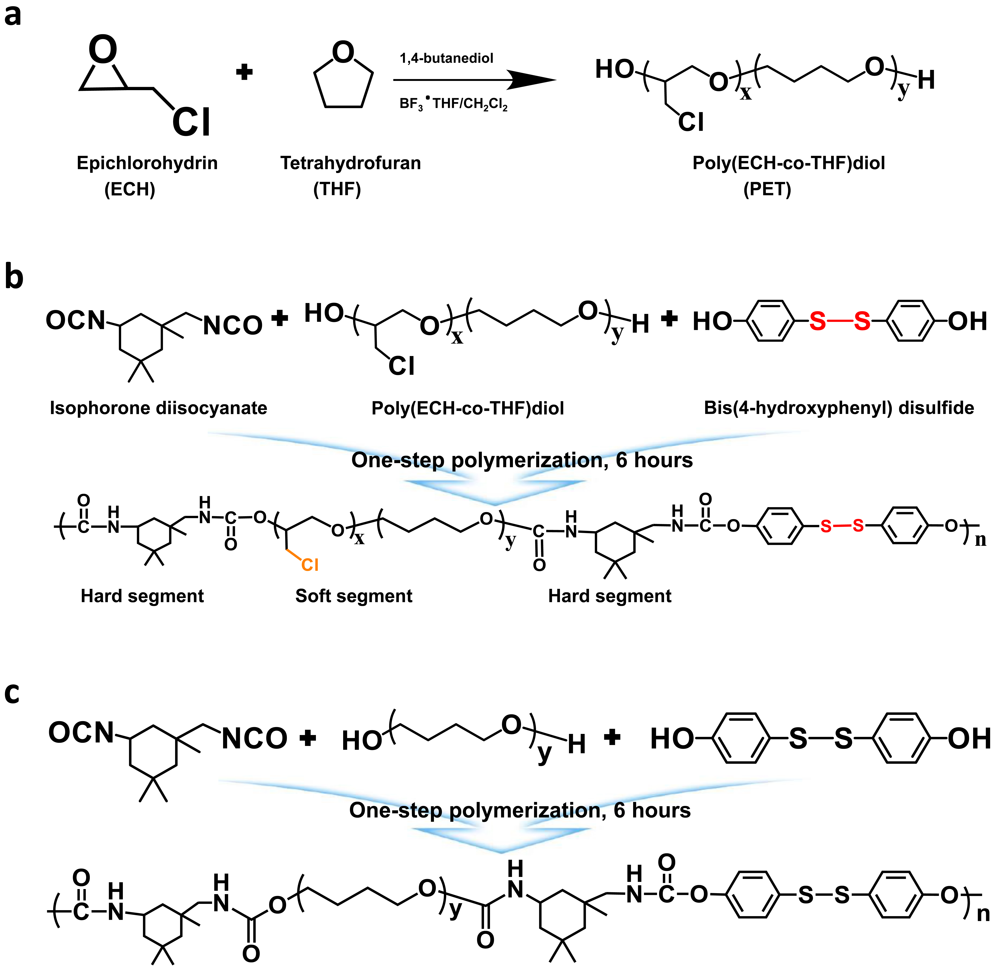 a
O
Cl
+
O
1,4-butanediol
BF3·THF/CH2Cl2
HO ( O )x ( O )y H
Cl
Epichlorohydrin
(ECH)
Tetrahydrofuran
(THF)
Poly(ECH-co-THF)diol
(PET)
b
OCN NCO + HO ( O )x ( O )y H + HO S S OH
Cl
Isophorone diisocyanate
Poly(ECH-co-THF)diol
Bis(4-hydroxyphenyl) disulfide
One-step polymerization, 6 hours
( C O N H N H C O O ( O )x ( O )y C O N H N H C O O S S O )n
Cl
Hard segment
Soft segment
Hard segment
c
OCN NCO + HO ( O )y H + HO S S OH
One-step polymerization, 6 hours
( C O N H N H O O ( O )y O N H N H C O O S S O )n